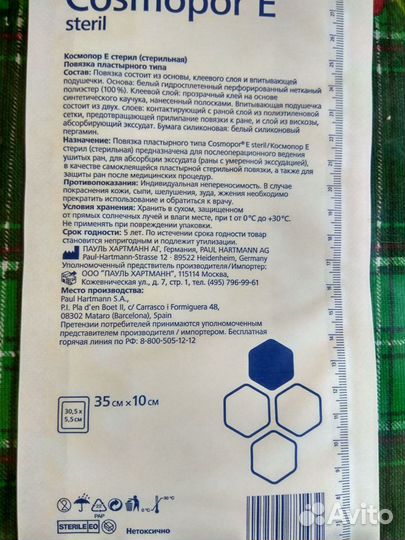 Cosmopor E
steril
Космопор Е стерил (стерильная)
Повязка пластырного типа
Состав: Повязка состоит из основы, клеевого слоя и впитывающей
подушечки. Основа: белый гидросплетенный перфорированный нетканый
полиэстер (100 %). Клеевой слой: прозрачный клей на основе
синтетического каучука, нанесенный полосками. Впитывающая подушечка
состоит из двух слоев: контактирующий с раной слой из полиэтиленовой
сетки, предотвращающей прилипание повязки к ране, и слой из вискозы,
абсорбирующий экссудат. Бумага силиконовая: белый силиконовый
пергамин.
Назначение: Повязка пластырного типа Cosmopor® E steril/Космопор Е
стерил (стерильная) предназначена для послеоперационного ведения
ушитых ран, для абсорбции экссудата (раны с умеренной экссудацией),
в качестве самоклеящейся пластырной стерильной повязки, а также для
защиты ран после медицинских процедур.
Противопоказания: Индивидуальная непереносимость. В случае
покраснения кожи, сыпи, шелушения, зуда, жжения необходимо
прекратить использование и обратиться к врачу.
Условия хранения: Хранить в сухом, защищенном
от прямых солнечных лучей и влаги месте, при t от 0°C до +30°C.
Срок годности: 5 лет. По истечении срока годности товар
становится непригодным и подлежит утилизации.
ПАУЛЬ ХАРТМАНН АГ, Германия, PAUL HARTMANN AG
Paul-Hartmann-Strasse 12 - 89522 Heidenheim, Germany
Уполномоченный представитель производителя/Импортер:
ООО "ПАУЛЬ ХАРТМАНН", 115114 Москва,
Кожевническая ул., д. 7, стр. 1, тел. (495) 796-99-61
Место производства:
Paul Hartmann S.A.,
P.I. Pla d'en Boet II, c/ Carrasco i Formiguera 48,
08302 Mataro (Barcelona), Spain
Претензии потребителей принимаются уполномоченным
представителем производителя / импортером. Бесплатная
горячая линия по РФ: 8-800-505-12-12
30,5 x
5,5 см
35 см × 10 см
PAP
0°C
30°C
STERILE EO
Нетоксично
Avito